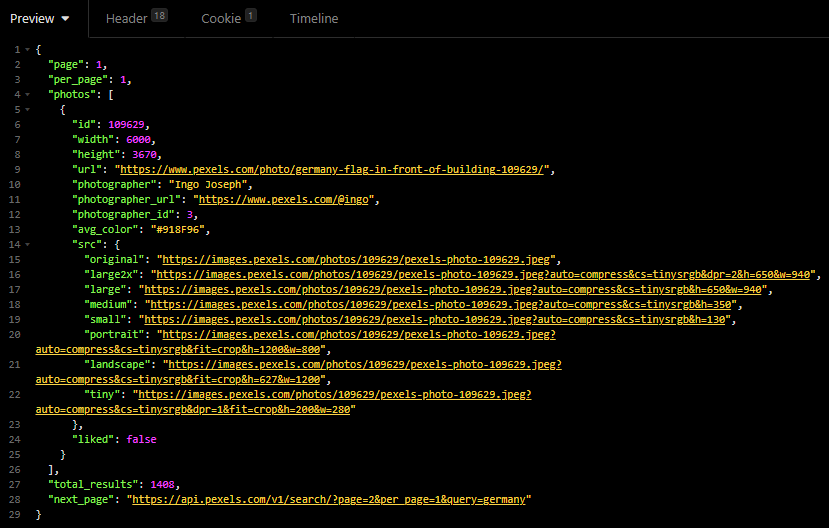 Preview Header 18 Cookie 1 Timeline
1 {
2 "page": 1,
3 "per_page": 1,
4 "photos": [
5 {
6 "id": 109629,
7 "width": 6000,
8 "height": 3670,
9 "url": "https://www.pexels.com/photo/germany-flag-in-front-of-building-109629/",
10 "photographer": "Ingo Joseph",
11 "photographer_url": "https://www.pexels.com/@ingo",
12 "photographer_id": 3,
13 "avg_color": "#918F96",
14 "src": {
15 "original": "https://images.pexels.com/photos/109629/pexels-photo-109629.jpeg",
16 "large2x": "https://images.pexels.com/photos/109629/pexels-photo-109629.jpeg?auto=compress&cs=tinysrgb&dpr=2&h=650&w=940",
17 "large": "https://images.pexels.com/photos/109629/pexels-photo-109629.jpeg?auto=compress&cs=tinysrgb&h=650&w=940",
18 "medium": "https://images.pexels.com/photos/109629/pexels-photo-109629.jpeg?auto=compress&cs=tinysrgb&h=350",
19 "small": "https://images.pexels.com/photos/109629/pexels-photo-109629.jpeg?auto=compress&cs=tinysrgb&h=130",
20 "portrait": "https://images.pexels.com/photos/109629/pexels-photo-109629.jpeg?
auto=compress&cs=tinysrgb&fit=crop&h=1200&w=800",
21 "landscape": "https://images.pexels.com/photos/109629/pexels-photo-109629.jpeg?
auto=compress&cs=tinysrgb&fit=crop&h=627&w=1200",
22 "tiny": "https://images.pexels.com/photos/109629/pexels-photo-109629.jpeg?
auto=compress&cs=tinysrgb&dpr=1&fit=crop&h=200&w=280"
23 },
24 "liked": false
25 }
26 ],
27 "total_results": 1408,
28 "next_page": "https://api.pexels.com/v1/search/?page=2&per_page=1&query=germany"
29 }